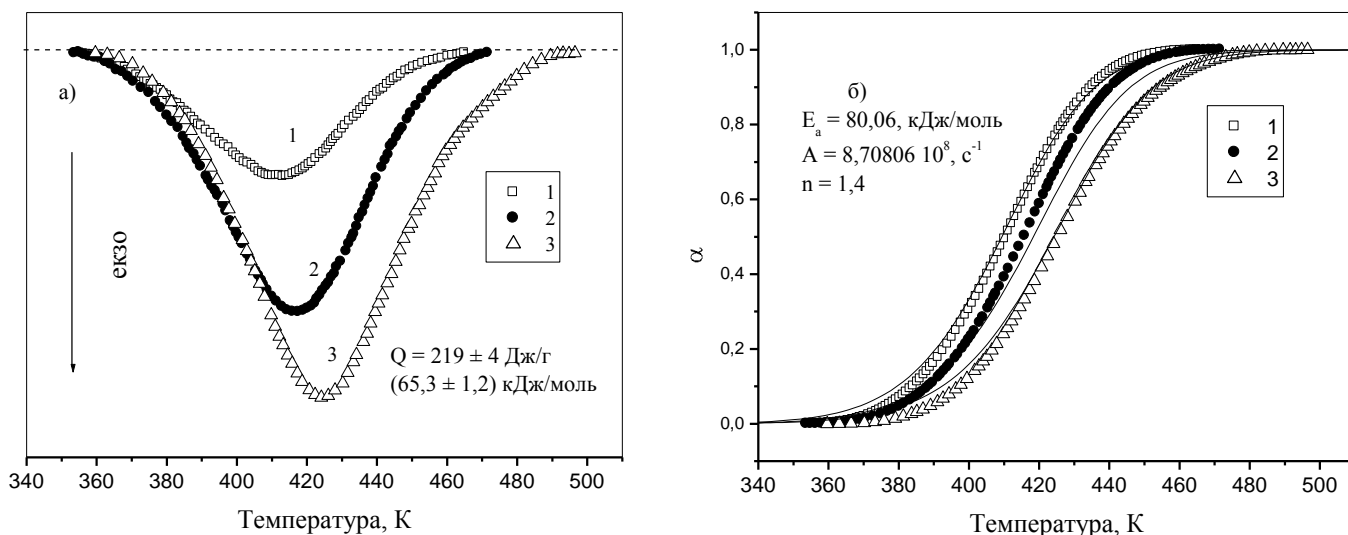 а)
1
2
3
екзо
1
2
3
Q = 219 ± 4 Дж/г
(65,3 ± 1,2) кДж/моль
340 360 380 400 420 440 460 480 500
Температура, К
б)
Eₐ = 80,06, кДж/моль
A = 8,70806 10⁸, с⁻¹
n = 1,4
1
2
3
1,0
0,8
0,6
0,4
0,2
0,0
α
340 360 380 400 420 440 460 480 500
Температура, К